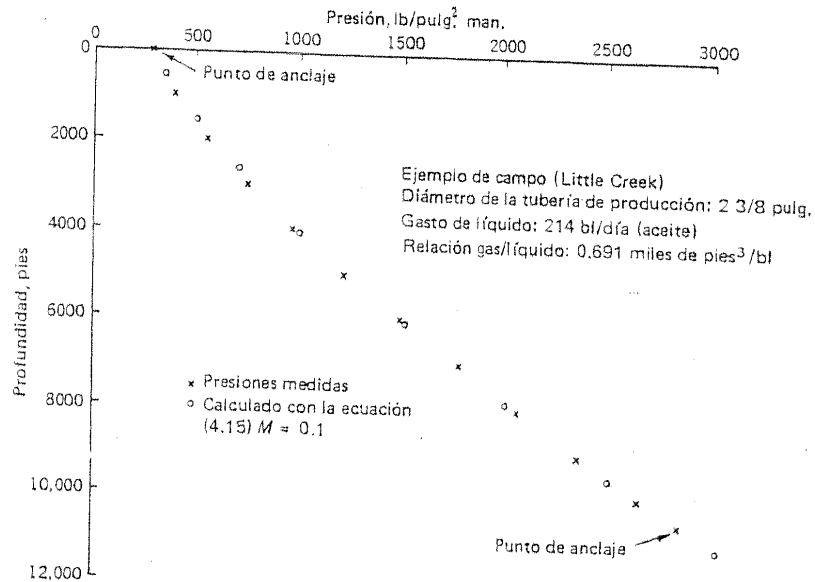 Presión, lb/pulg.² man.
0 500 1000 1500 2000 2500 3000
0
2000
4000
6000
8000
10,000
12,000
Profundidad, pies
Punto de anclaje
Ejemplo de campo (Little Creek)
Diámetro de la tubería de producción: 2 3/8 pulg.
Gasto de líquido: 214 bl/día (aceite)
Relación gas/líquido: 0.691 miles de pies³/bl
x Presiones medidas
o Calculado con la ecuación
(4.15) M = 0.1
Punto de anclaje